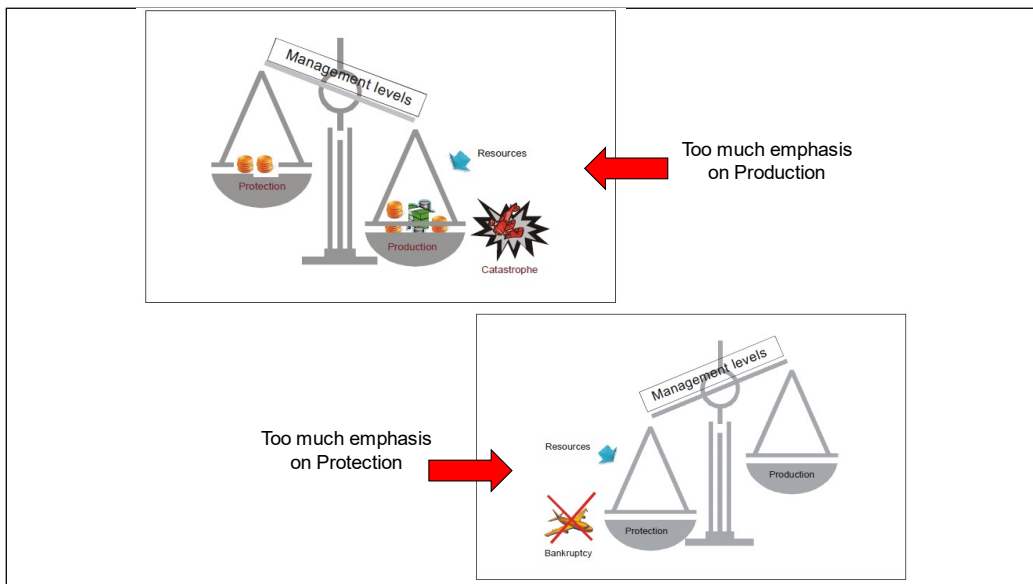 Management levels
Resources
Protection
Production
Catastrophe
Too much emphasis
on Production
Too much emphasis
on Protection
Management levels
Resources
Production
Protection
Bankruptcy